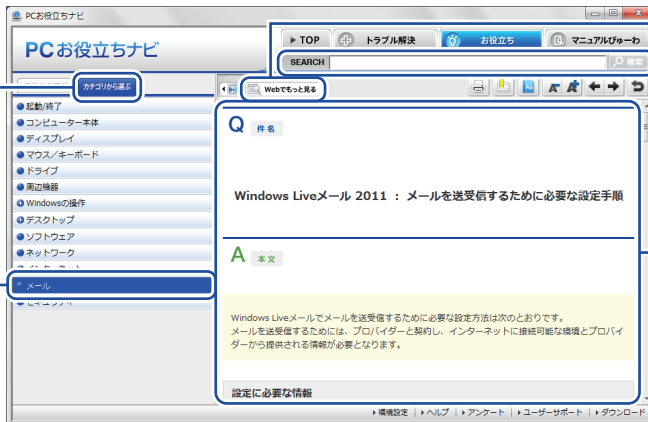 PCお役立ちナビ
PCお役立ちナビ
TOP
トラブル解決
お役立ち
マニュアルびゅーわ
SEARCH
検索
カテゴリから選ぶ
Webでもっと見る
起動/終了
コンピューター本体
ディスプレイ
マウス/キーボード
ドライブ
周辺機器
Windowsの操作
デスクトップ
ソフトウェア
ネットワーク
メール
Q 件名
Windows Liveメール 2011 : メールを送受信するために必要な設定手順
A 本文
Windows Liveメールでメールを送受信するために必要な設定方法は次のとおりです。
メールを送受信するためには、プロバイダーと契約し、インターネットに接続可能な環境とプロバイ
ダーから提供される情報が必要となります。
設定に必要な情報
環境設定 ヘルプ アンケート ユーザーサポート ダウンロード